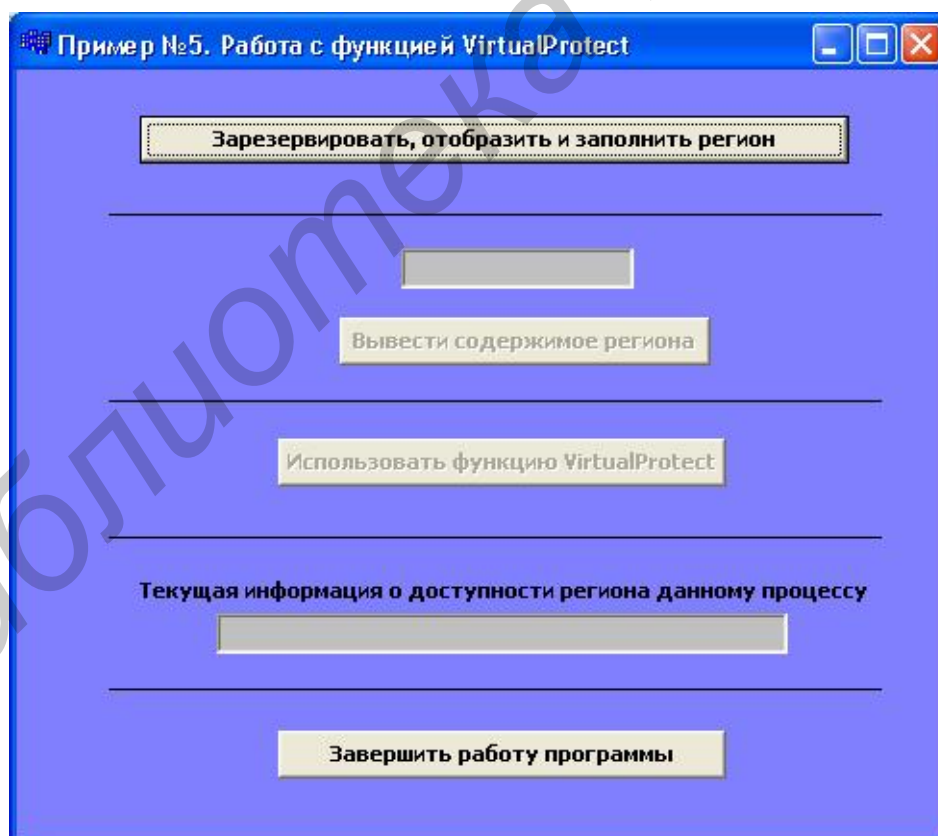 Пример №5. Работа с функцией VirtualProtect
Зарезервировать, отобразить и заполнить регион
Вывести содержимое региона
Использовать функцию VirtualProtect
Текущая информация о доступности региона данному процессу
Завершить работу программы